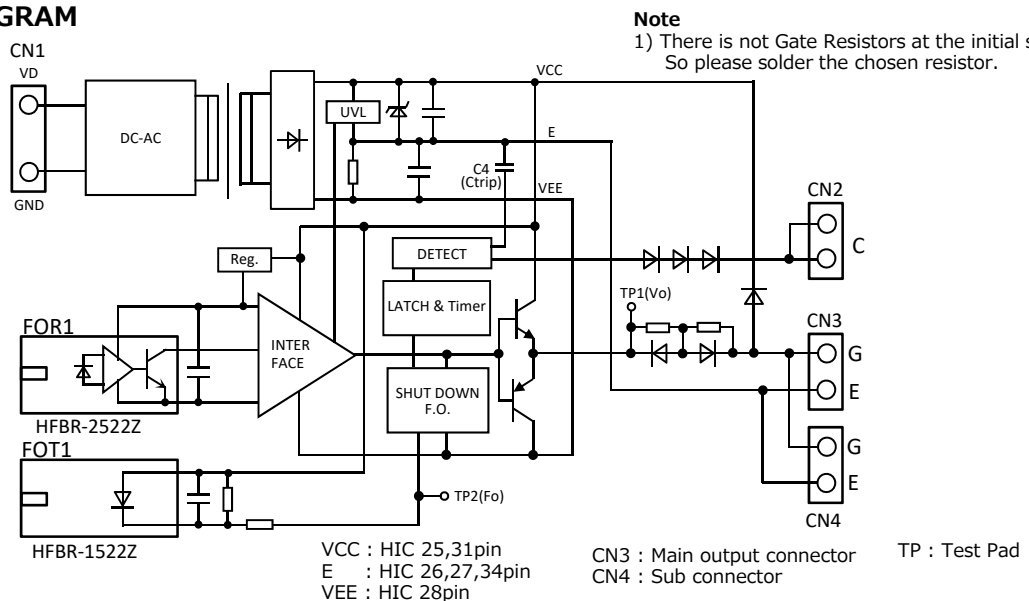 GRAM
Note
1) There is not Gate Resistors at the initial s
So please solder the chosen resistor.
CN1
VD
GND
DC-AC
VCC
UVL
E
C4
(Ctrip)
VEE
CN2
C
Reg.
DETECT
LATCH & Timer
TP1(Vo)
FOR1
INTER
FACE
CN3
G
E
SHUT DOWN
F.O.
HFBR-2522Z
FOT1
G
E
TP2(Fo)
CN4
HFBR-1522Z
VCC : HIC 25,31pin
E : HIC 26,27,34pin
VEE : HIC 28pin
CN3 : Main output connector
CN4 : Sub connector
TP : Test Pad